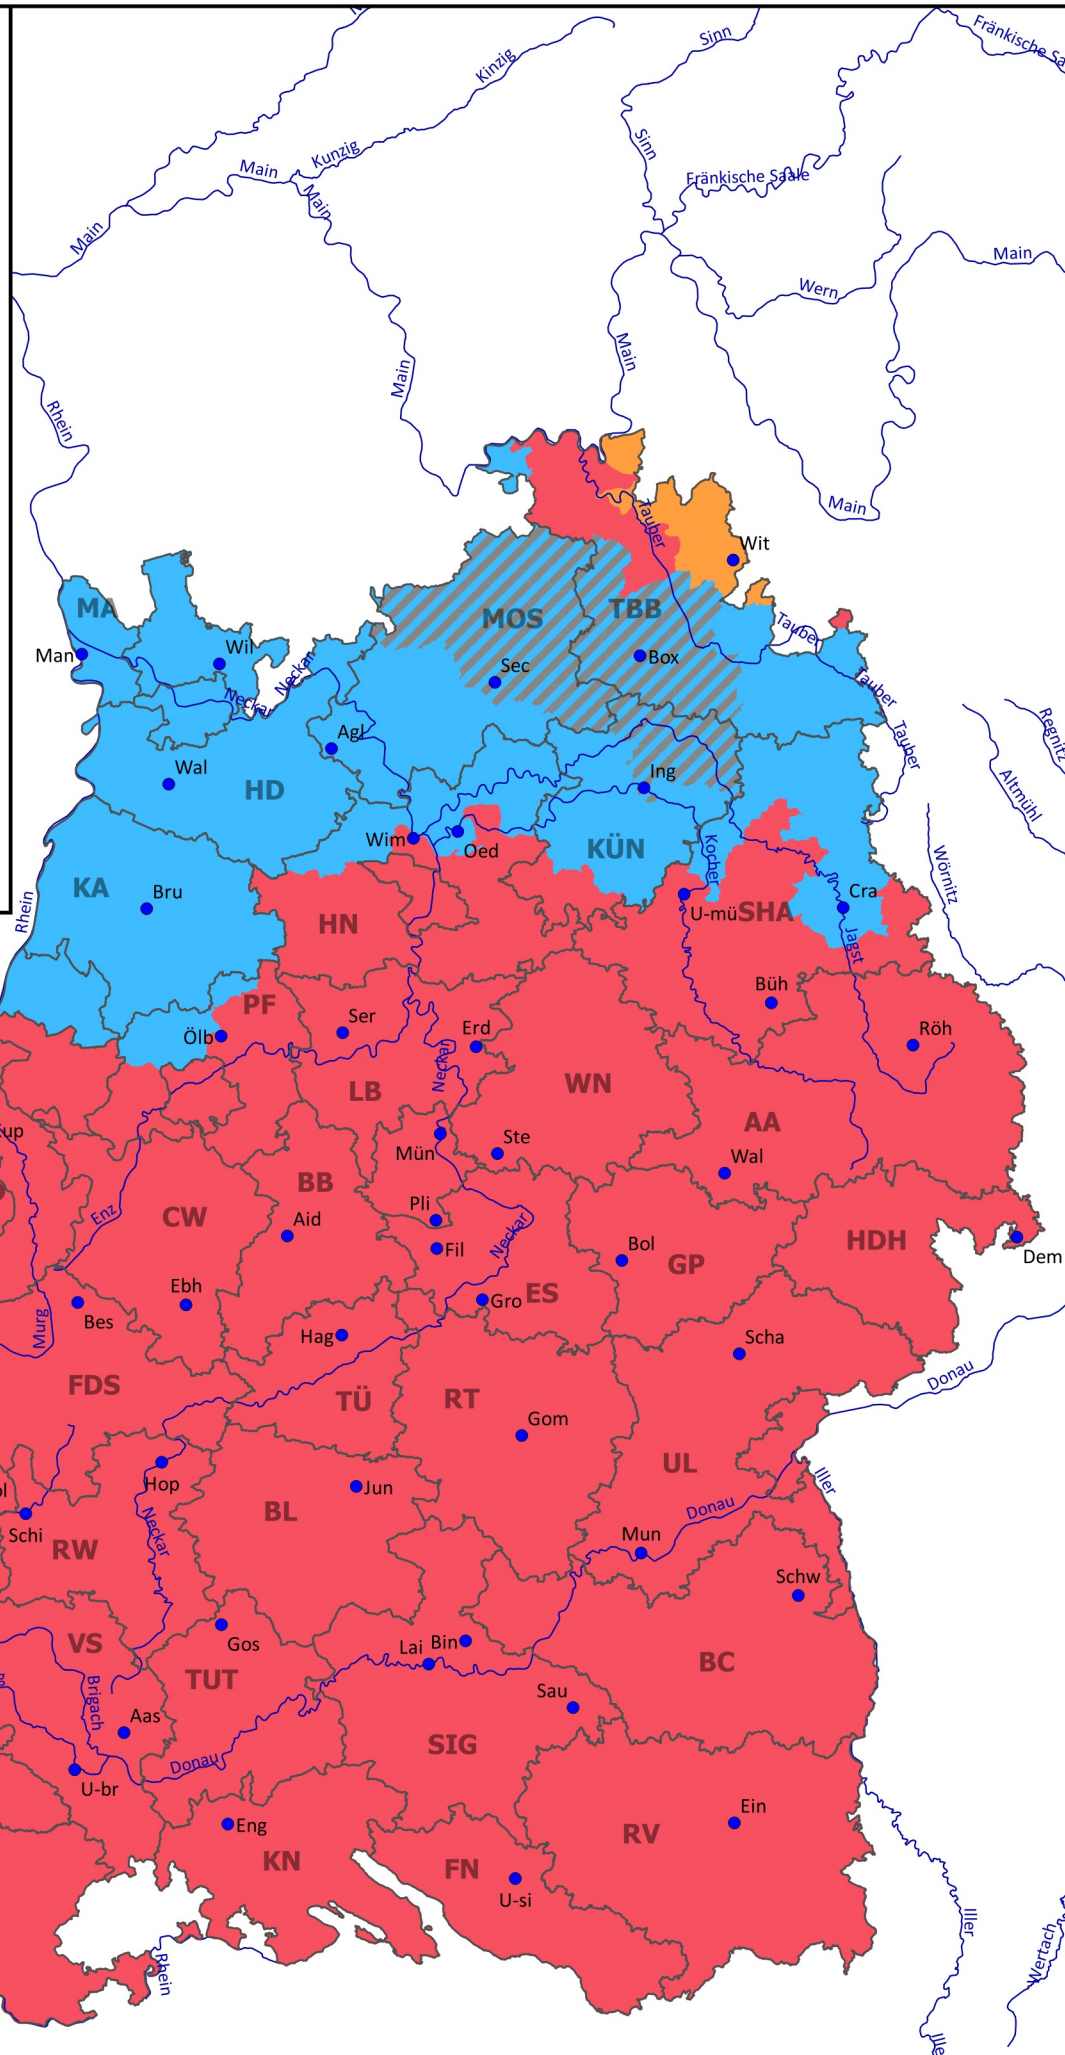 Sinn
Fränkische Sa
Kinzig
Kunzig
Sinn
Main
Fränkische Saale
Main
Main
Main
Wern
Main
Main
Rhein
Main
Tauber
Wit
MA
MOS
TBB
Tauber
Man
Wil
Box
Neckar
Sec
Tauber
Neckar
Tauber
Regnitz
Agl
Altmühl
Wal
HD
Ing
Wim
Oed
KÜN
Kocher
Wörnitz
KA
Bru
Rhein
HN
U-mü
SHA
Cra
Jagst
PF
Büh
Ölb
Ser
Erd
Röh
Neckar
LB
WN
AA
Mün
Ste
Wal
BB
CW
Enz
Aid
Pli
Neckar
Fil
Bol
GP
HDH
Dem
Ebh
Gro
ES
Bes
Murg
Hag
Scha
FDS
TÜ
RT
Donau
Gom
UL
Hop
Jun
Iller
Schi
BL
Donau
Neckar
RW
Mun
Schw
VS
Gos
Lai
Bin
BC
TUT
Brigach
Sau
Aas
SIG
Donau
U-br
Ein
Eng
RV
KN
FN
U-si
Iller
Rhein
Wertach